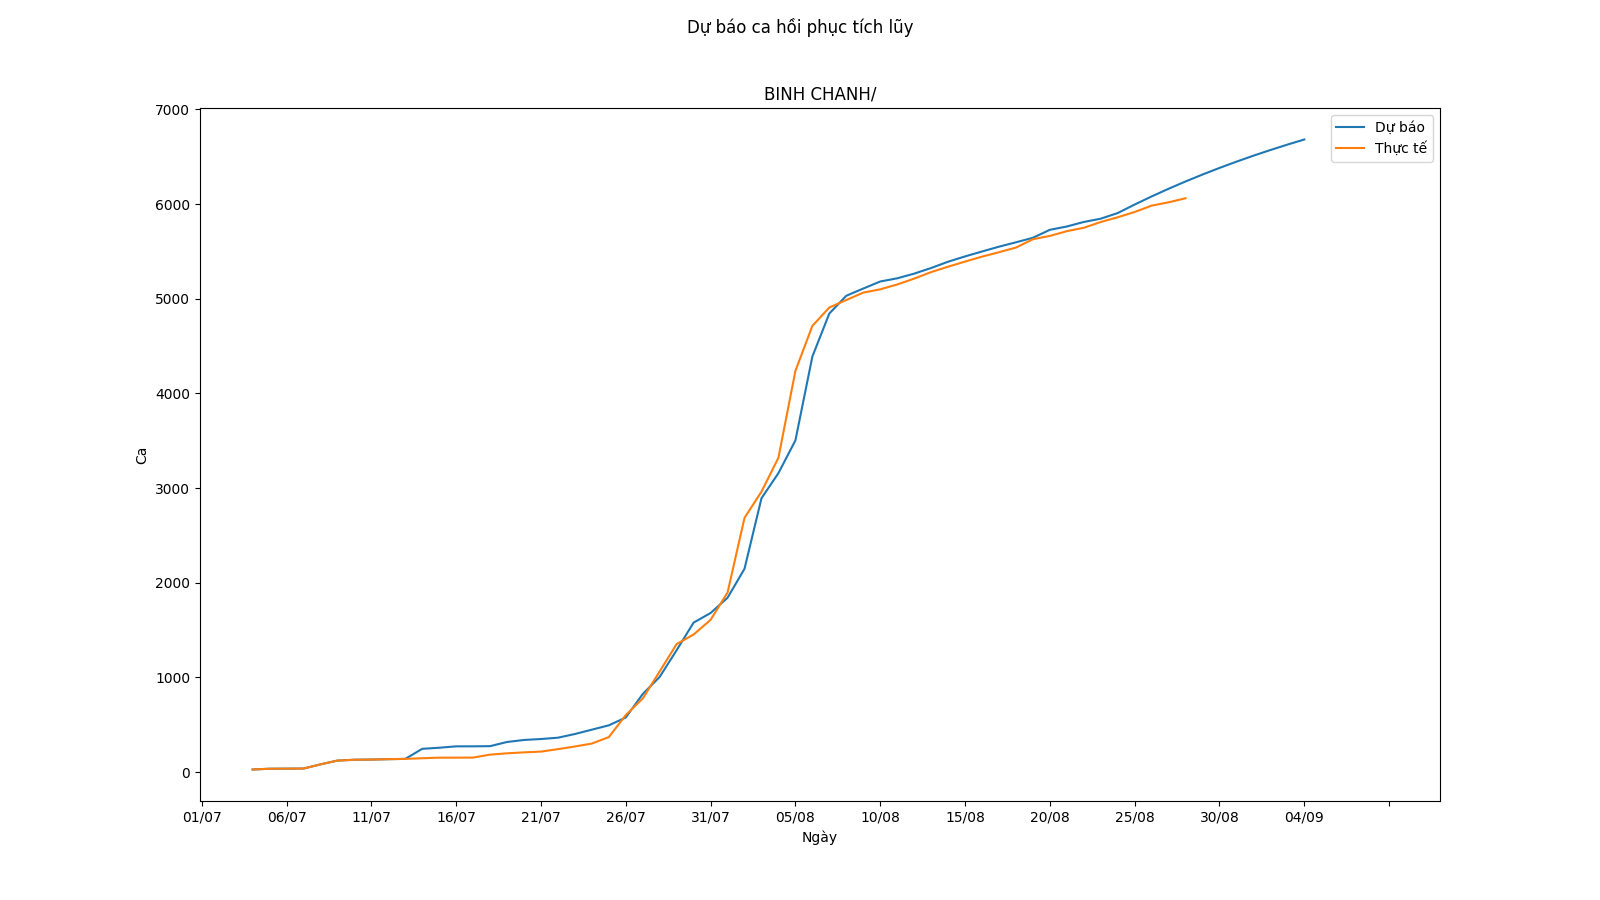 Dự báo ca hồi phục tích lũy
BINH CHANH/
Dự báo
Thực tế
7000
6000
5000
4000
3000
2000
1000
0
Ca
01/07 06/07 11/07 16/07 21/07 26/07 31/07 05/08 10/08 15/08 20/08 25/08 30/08 04/09
Ngày